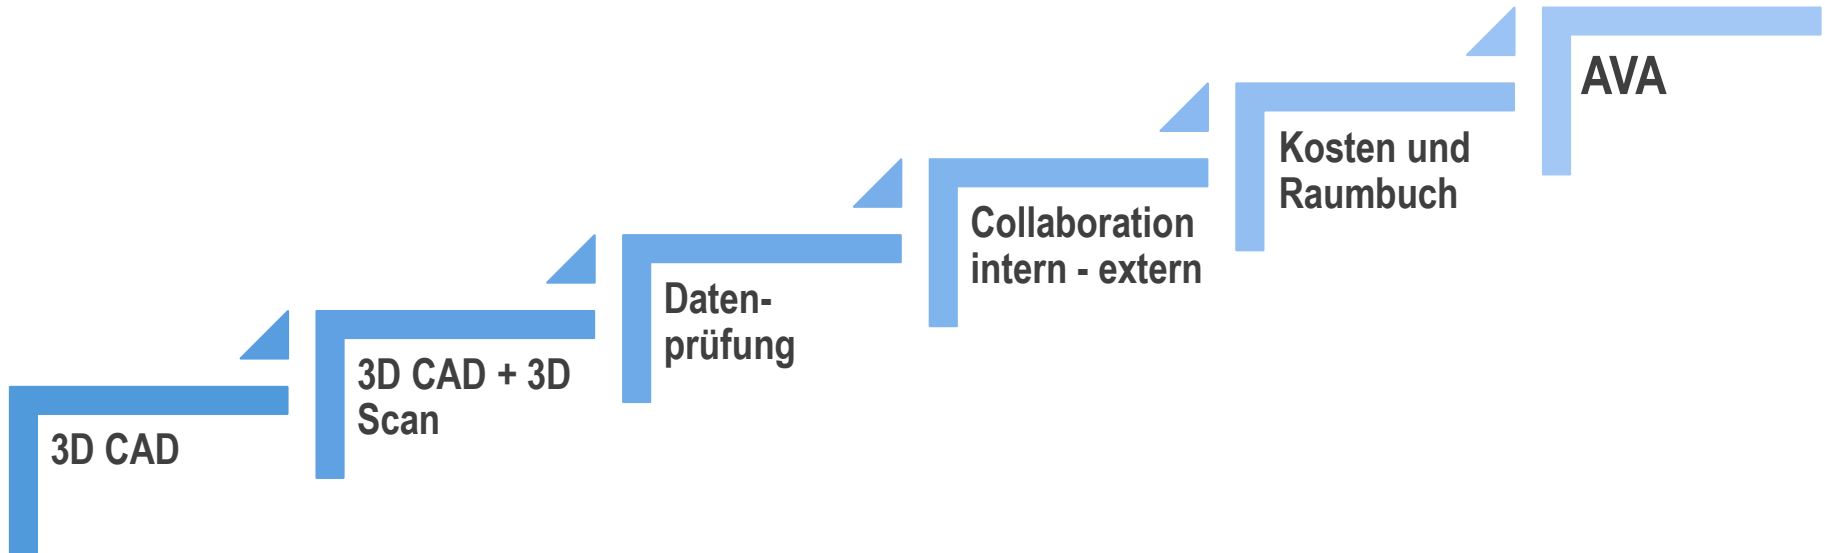 3D CAD
3D CAD + 3D
Scan
Daten-
prüfung
Collaboration
intern - extern
Kosten und
Raumbuch
AVA